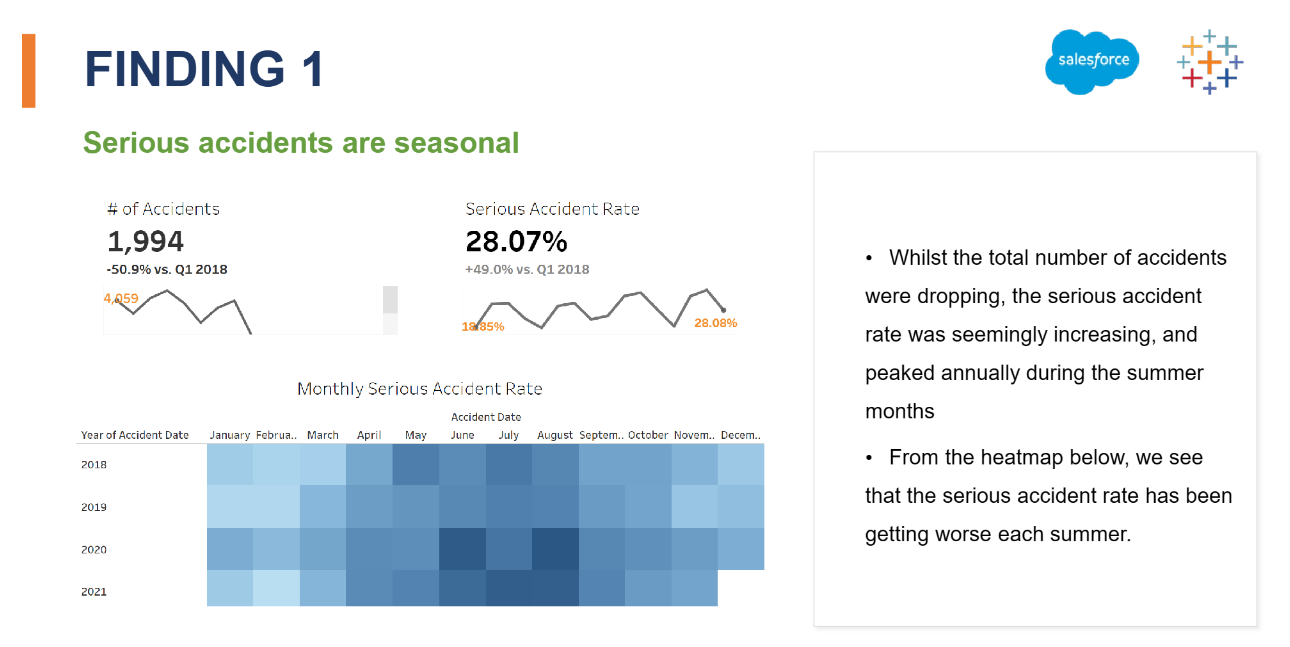 FINDING 1
salesforce
Serious accidents are seasonal
# of Accidents
1,994
-50.9% vs. Q1 2018
4,059
Serious Accident Rate
28.07%
+49.0% vs. Q1 2018
18.85%
28.08%
Monthly Serious Accident Rate
Accident Date
Year of Accident Date January Februa.. March April May June July August Septem.. October Novem.. Decem..
2018
2019
2020
2021
• Whilst the total number of accidents
were dropping, the serious accident
rate was seemingly increasing, and
peaked annually during the summer
months
• From the heatmap below, we see
that the serious accident rate has been
getting worse each summer.